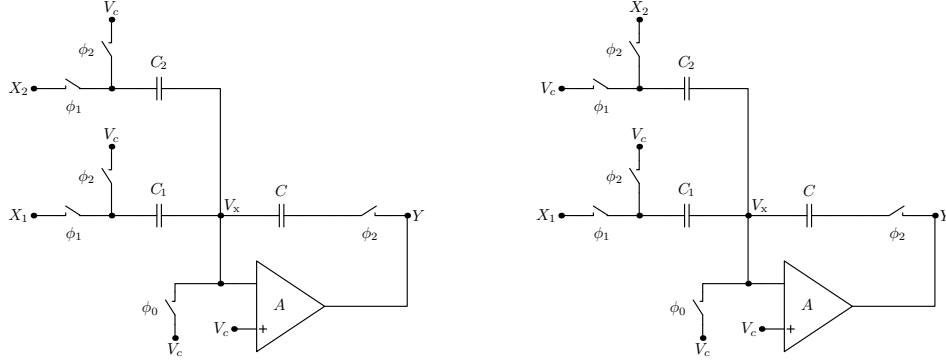 V_c X_2
ϕ_2 C_2 ϕ_2 C_2
X_2 V_c
ϕ_1 V_c ϕ_1 V_c
ϕ_2 C_1 V_x C ϕ_2 C_1 V_x C
X_1 Y X_1 Y
ϕ_1 ϕ_2 ϕ_1 ϕ_2
ϕ_0 A ϕ_0 A
V_c + V_c +
V_c V_c